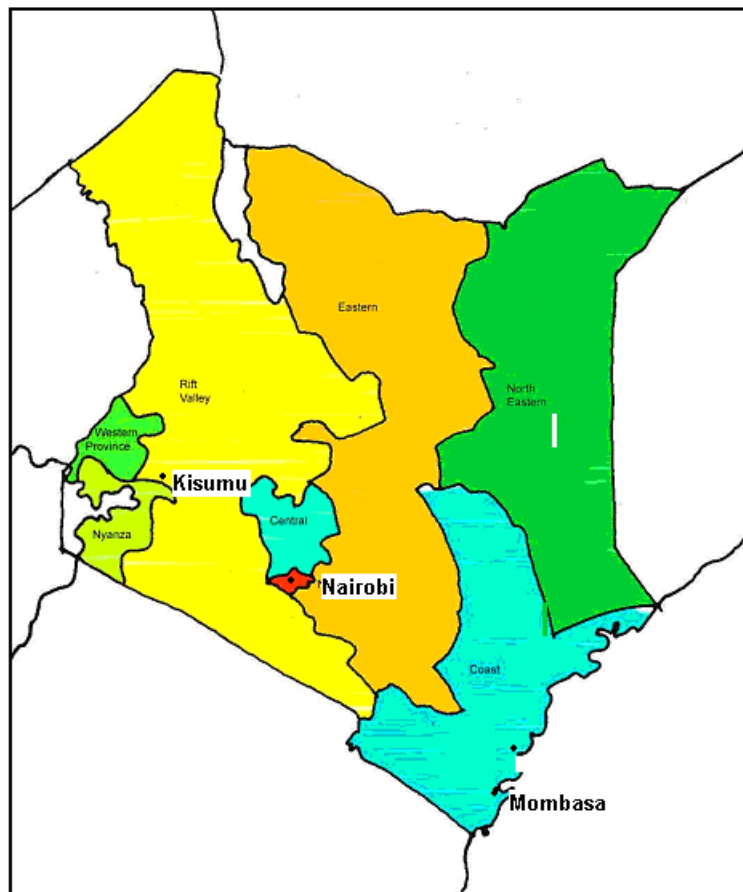 Eastern
Rift
Valley
North
Eastern
Western
Province
Kisumu
Central
Nyanza
Nairobi
Coast
Mombasa